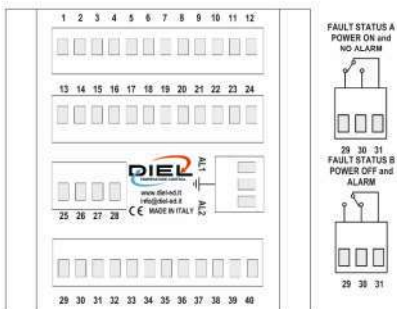 1 2 3 4 5 6 7 8 9 10 11 12
13 14 15 16 17 18 19 20 21 22 23 24
DIEL
TEMPERATURE CONTROL
www.diel-ed.it
info@diel-ed.it
CE MADE IN ITALY
AL1
AL2
25 26 27 28
29 30 31 32 33 34 35 36 37 38 39 40
FAULT STATUS A
POWER ON and
NO ALARM
29 30 31
FAULT STATUS B
POWER OFF and
ALARM
29 30 31